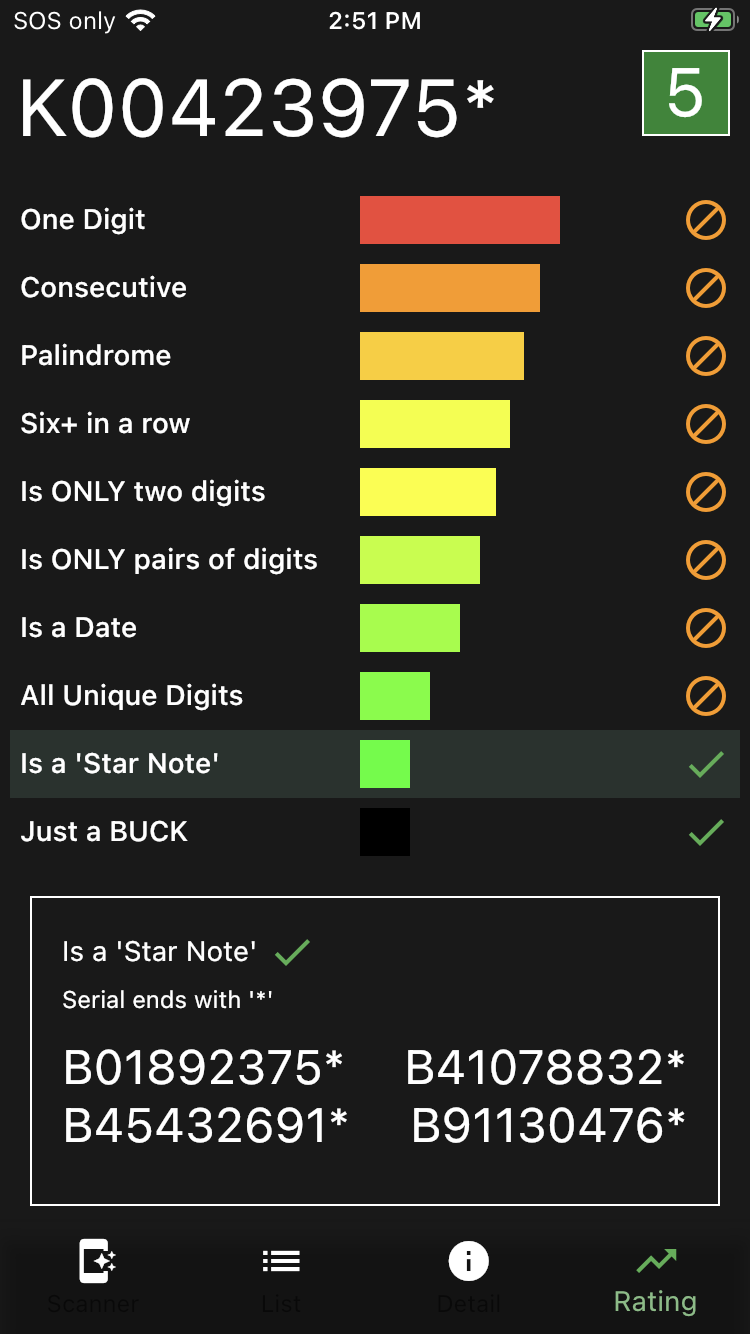 SOS only 2:51 PM
K00423975* 5
One Digit
Consecutive
Palindrome
Six+ in a row
Is ONLY two digits
Is ONLY pairs of digits
Is a Date
All Unique Digits
Is a 'Star Note'
Just a BUCK
Is a 'Star Note'
Serial ends with '*'
B01892375* B41078832*
B45432691* B91130476*
Scanner List Detail Rating